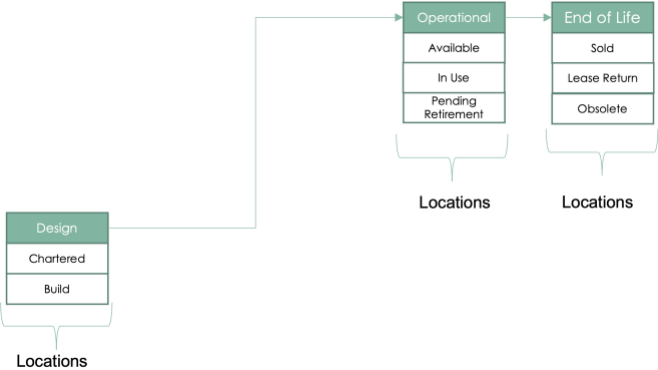 Operational
Available
In Use
Pending
Retirement
Locations
End of Life
Sold
Lease Return
Obsolete
Locations
Design
Chartered
Build
Locations